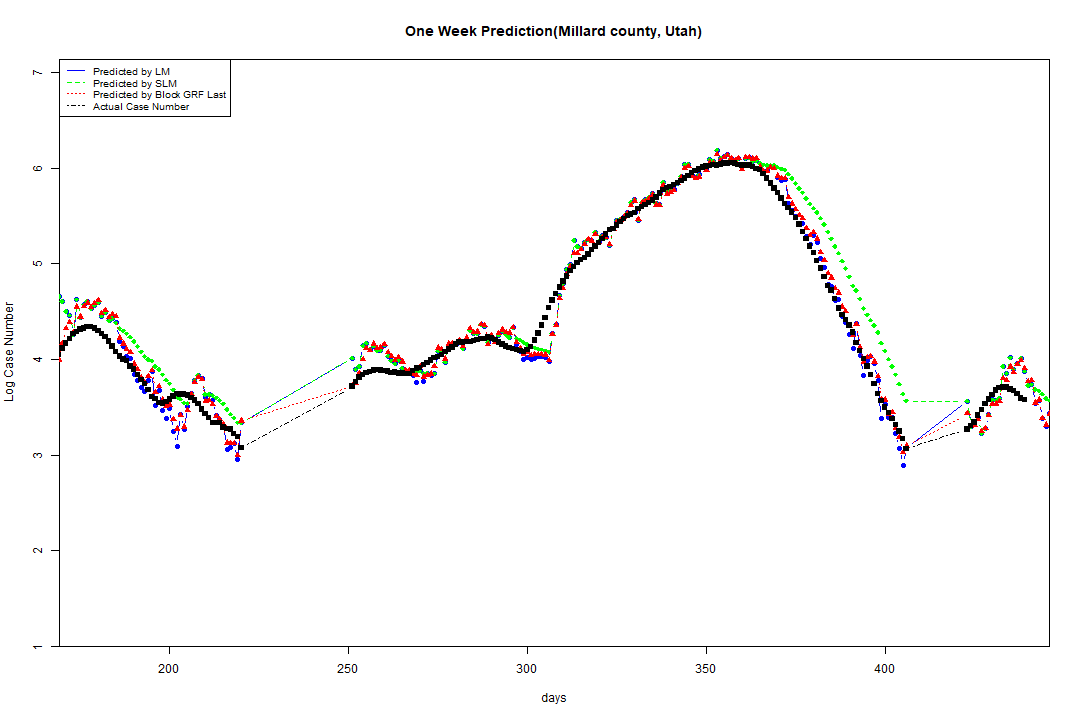 One Week Prediction(Millard county, Utah)
Predicted by LM
Predicted by SLM
Predicted by Block GRF Last
Actual Case Number
7
6
5
4
3
2
1
Log Case Number
200 250 300 350 400
days